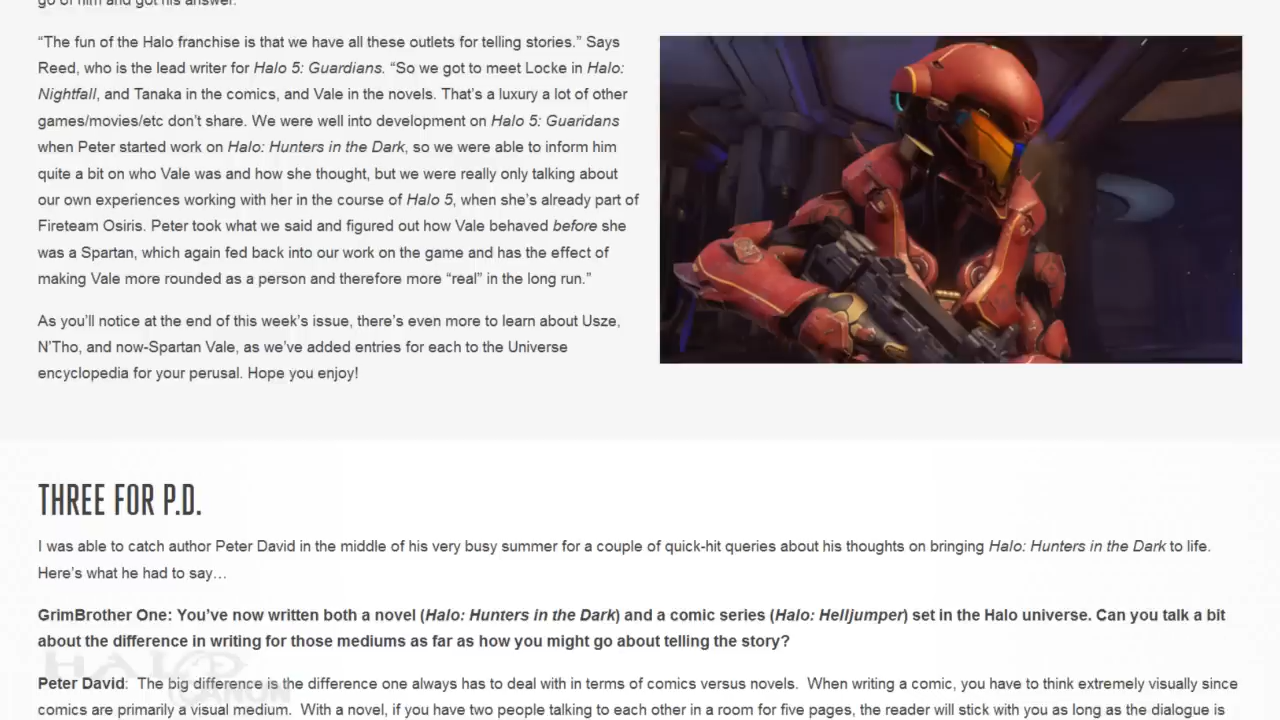 go of him and got his answer.
“The fun of the Halo franchise is that we have all these outlets for telling stories.” Says
Reed, who is the lead writer for Halo 5: Guardians. “So we got to meet Locke in Halo:
Nightfall, and Tanaka in the comics, and Vale in the novels. That’s a luxury a lot of other
games/movies/etc don’t share. We were well into development on Halo 5: Guaridans
when Peter started work on Halo: Hunters in the Dark, so we were able to inform him
quite a bit on who Vale was and how she thought, but we were really only talking about
our own experiences working with her in the course of Halo 5, when she’s already part of
Fireteam Osiris. Peter took what we said and figured out how Vale behaved before she
was a Spartan, which again fed back into our work on the game and has the effect of
making Vale more rounded as a person and therefore more “real” in the long run.”
As you’ll notice at the end of this week’s issue, there’s even more to learn about Usze,
N’Tho, and now-Spartan Vale, as we’ve added entries for each to the Universe
encyclopedia for your perusal. Hope you enjoy!
THREE FOR P.D.
I was able to catch author Peter David in the middle of his very busy summer for a couple of quick-hit queries about his thoughts on bringing Halo: Hunters in the Dark to life.
Here’s what he had to say…
GrimBrother One: You’ve now written both a novel (Halo: Hunters in the Dark) and a comic series (Halo: Helljumper) set in the Halo universe. Can you talk a bit
about the difference in writing for those mediums as far as how you might go about telling the story?
HALO
CANON
Peter David:  The big difference is the difference one always has to deal with in terms of comics versus novels.  When writing a comic, you have to think extremely visually since
comics are primarily a visual medium.  With a novel, if you have two people talking to each other in a room for five pages, the reader will stick with you as long as the dialogue is